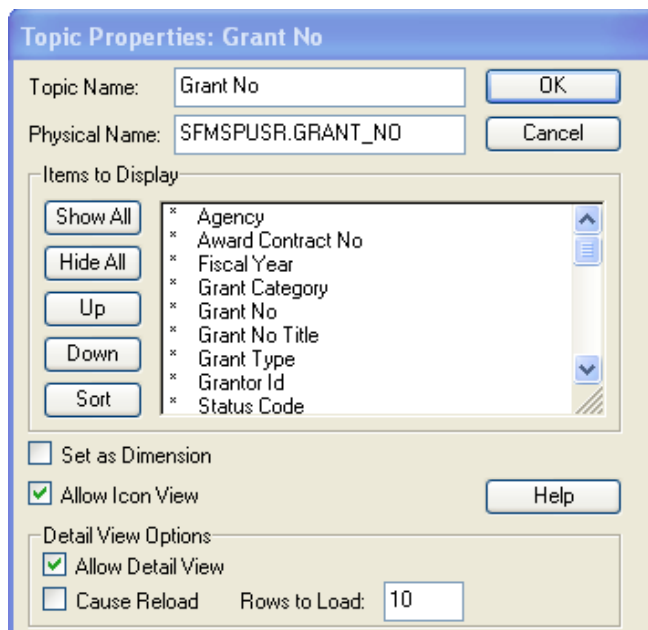 Topic Properties: Grant No
Topic Name: Grant No OK
Physical Name: SFMSPUSR.GRANT_NO Cancel
Items to Display
Show All
Hide All
Up
Down
Sort
* Agency
* Award Contract No
* Fiscal Year
* Grant Category
* Grant No
* Grant No Title
* Grant Type
* Grantor Id
* Status Code
Set as Dimension
Allow Icon View Help
Detail View Options
Allow Detail View
Cause Reload Rows to Load: 10